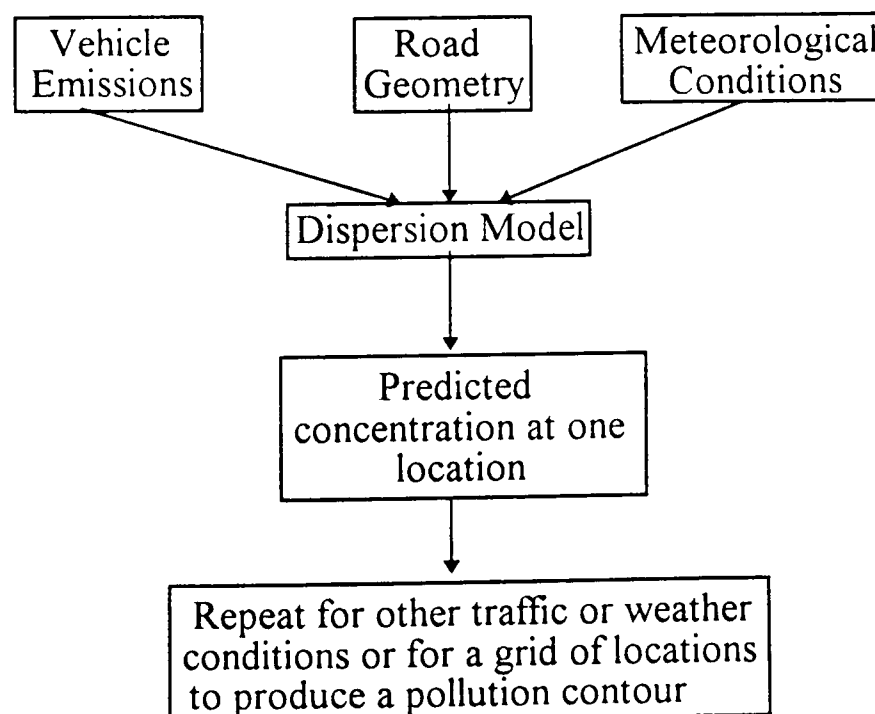 Vehicle
Emissions
Road
Geometry
Meteorological
Conditions
Dispersion Model
Predicted
concentration at one
location
Repeat for other traffic or weather
conditions or for a grid of locations
to produce a pollution contour